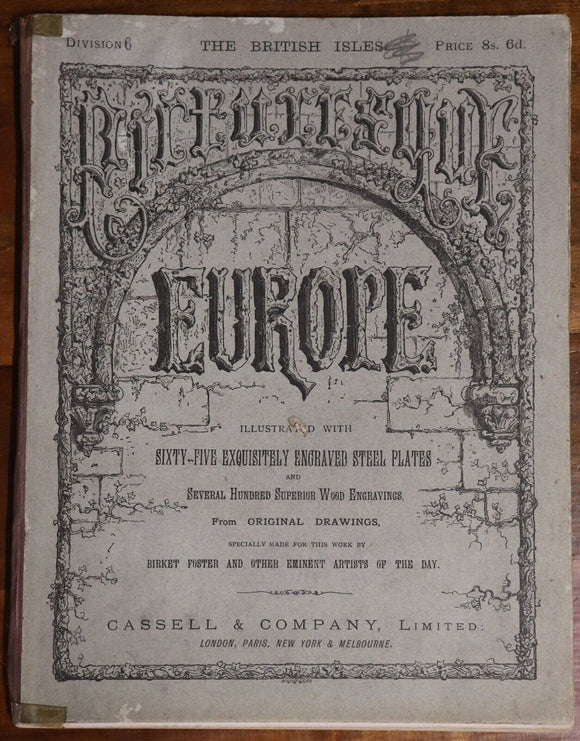 DIVISION 6 THE BRITISH ISLES PRICE 8s. 6d.
PICTURESQUE
EUROPE
ILLUSTRATED WITH
SIXTY-FIVE EXQUISITELY ENGRAVED STEEL PLATES
AND
SEVERAL HUNDRED SUPERIOR WOOD ENGRAVINGS,
From ORIGINAL DRAWINGS,
SPECIALLY MADE FOR THIS WORK BY
BIRKET FOSTER AND OTHER EMINENT ARTISTS OF THE DAY.
CASSELL & COMPANY, LIMITED:
LONDON, PARIS, NEW YORK & MELBOURNE.